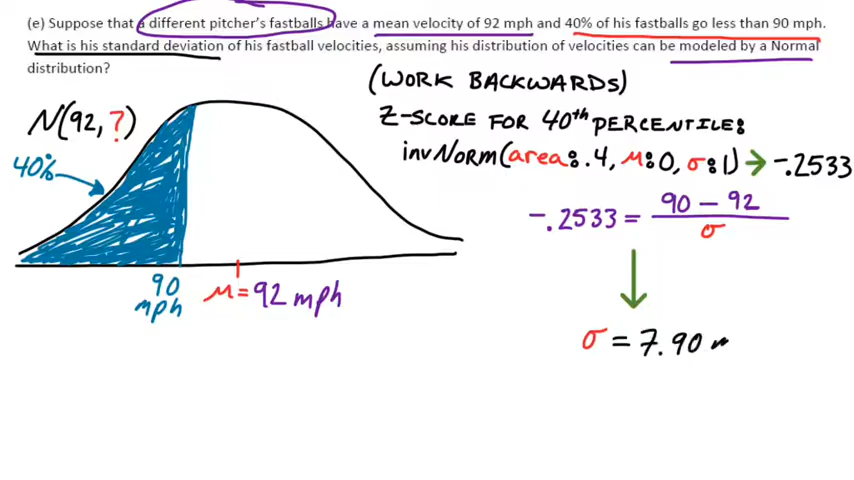 (e) Suppose that a different pitcher's fastballs have a mean velocity of 92 mph and 40% of his fastballs go less than 90 mph.
What is his standard deviation of his fastball velocities, assuming his distribution of velocities can be modeled by a Normal
distribution?
(WORK BACKWARDS)
N(92, ?)
Z-SCORE FOR 40th PERCENTILE:
40%
invNorm(area:.4, μ:0, σ:1) → -.2533
-.2533 = 90 - 92 / σ
90
mph
μ = 92 mph
σ = 7.90 m